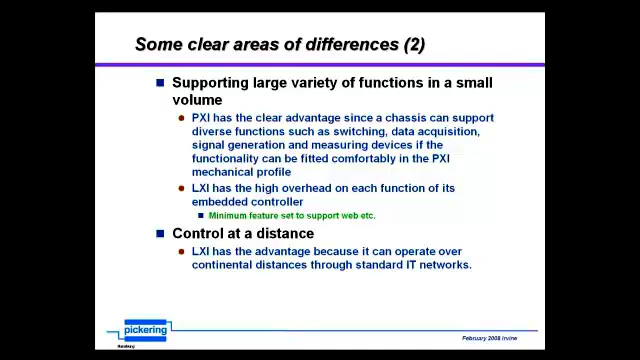 Some clear areas of differences (2)
Supporting large variety of functions in a small
volume
PXI has the clear advantage since a chassis can support
diverse functions such as switching, data acquisition,
signal generation and measuring devices if the
functionality can be fitted comfortably in the PXI
mechanical profile
LXI has the high overhead on each function of its
embedded controller
Minimum feature set to support web etc.
Control at a distance
LXI has the advantage because it can operate over
continental distances through standard IT networks.
pickering
February 2008 Irvine